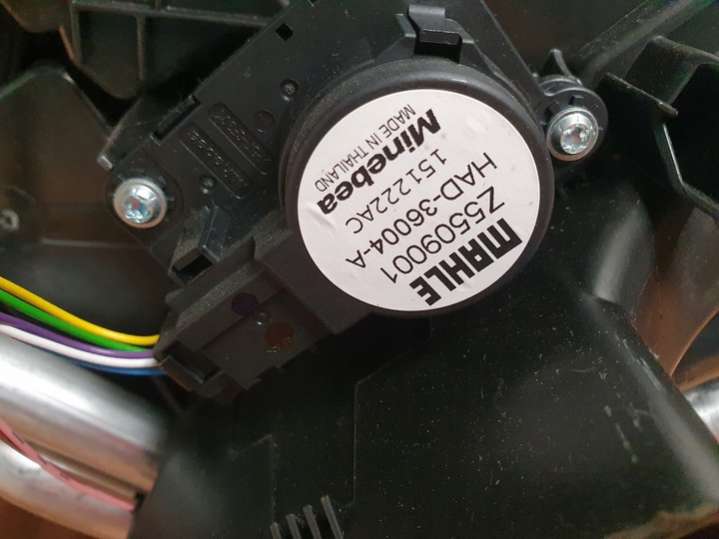 MAHLE
Z5509001
HAD-36004-A
151222AC
Minebea
MADE IN THAILAND